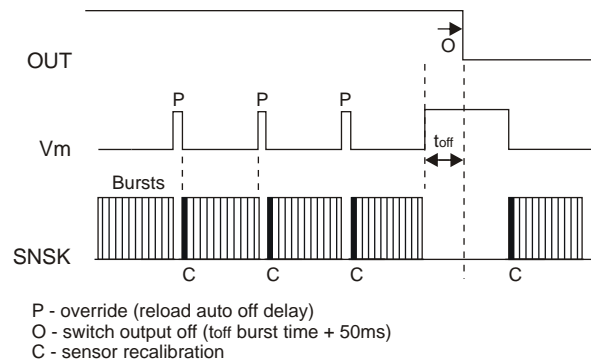 OUT
O
P P P
Vm
toff
Bursts
SNSK
C C C C
P - override (reload auto off delay)
O - switch output off (toff burst time + 50ms)
C - sensor recalibration